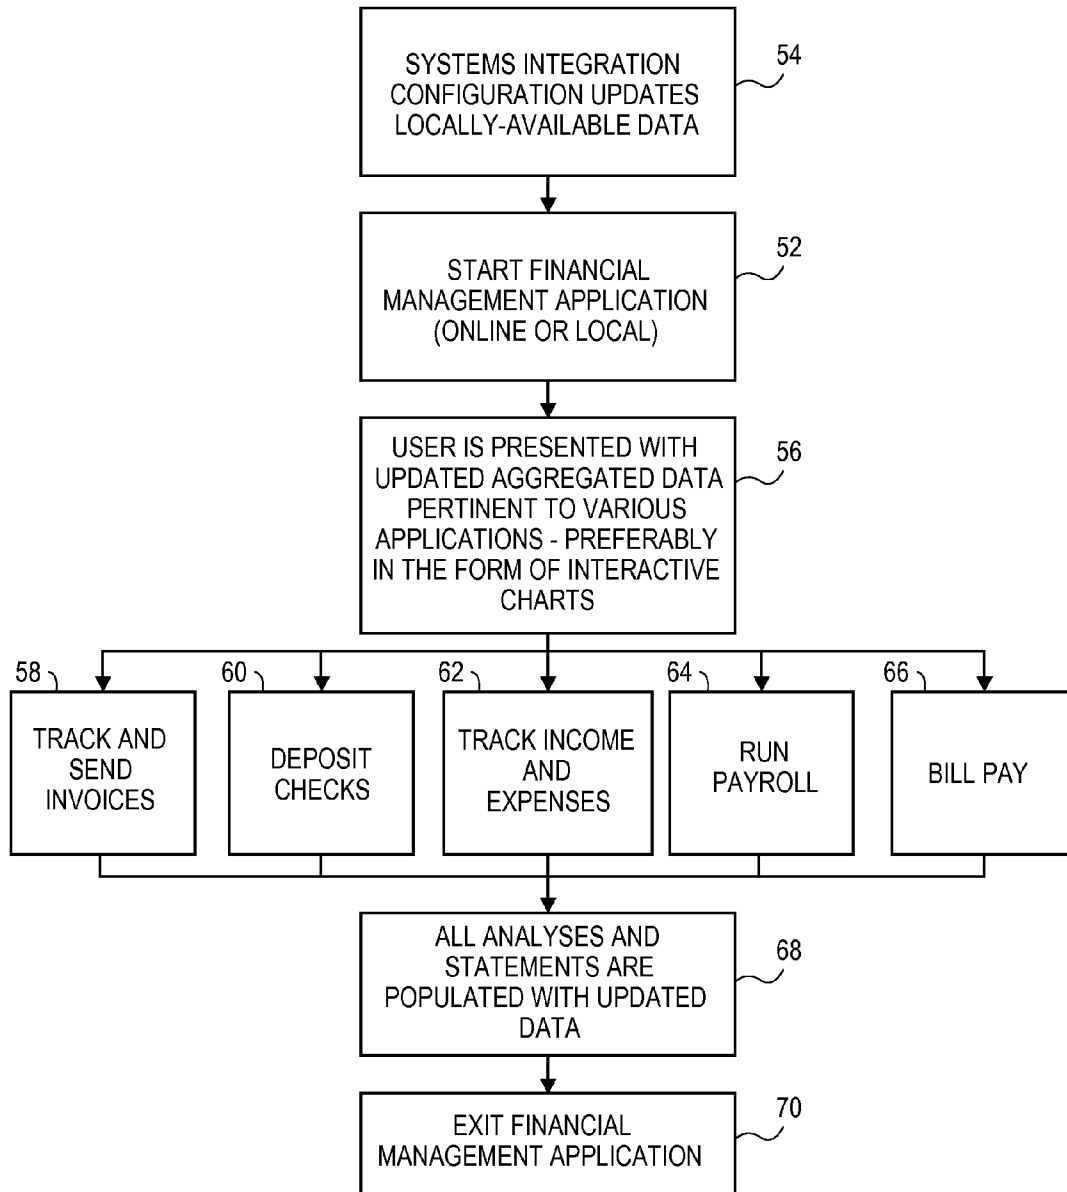 SYSTEMS INTEGRATION
CONFIGURATION UPDATES
LOCALLY-AVAILABLE DATA
54
START FINANCIAL
MANAGEMENT APPLICATION
(ONLINE OR LOCAL)
52
USER IS PRESENTED WITH
UPDATED AGGREGATED DATA
PERTINENT TO VARIOUS
APPLICATIONS - PREFERABLY
IN THE FORM OF INTERACTIVE
CHARTS
56
58
TRACK AND
SEND
INVOICES
60
DEPOSIT
CHECKS
62
TRACK INCOME
AND
EXPENSES
64
RUN
PAYROLL
66
BILL PAY
ALL ANALYSES AND
STATEMENTS ARE
POPULATED WITH UPDATED
DATA
68
EXIT FINANCIAL
MANAGEMENT APPLICATION
70